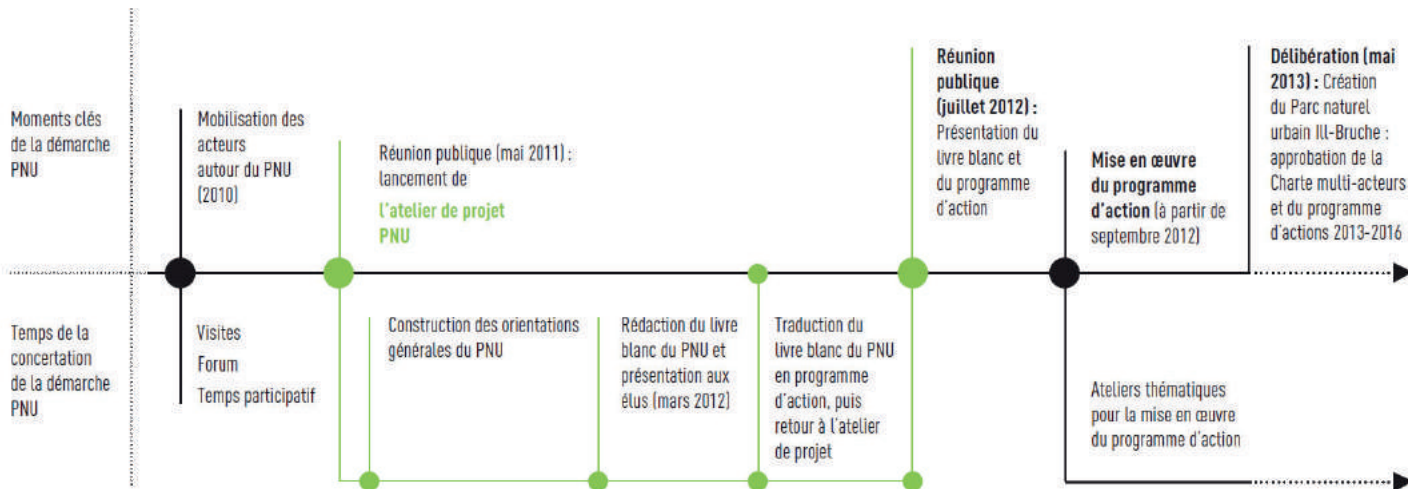 Moments clés
de la démarche
PNU
Mobilisation des
acteurs
autour du PNU
(2010)
Réunion publique (mai 2011) :
lancement de
l'atelier de projet
PNU
Réunion
publique
(juillet 2012) :
Présentation du
livre blanc et
du programme
d'action
Mise en œuvre
du programme
d'action (à partir de
septembre 2012)
Délibération (mai
2013) : Création
du Parc naturel
urbain Ill-Bruche :
approbation de la
Charte multi-acteurs
et du programme
d'actions 2013-2016
Temps de la
concertation
de la démarche
PNU
Visites
Forum
Temps participatif
Construction des orientations
générales du PNU
Rédaction du livre
blanc du PNU et
présentation aux
élus (mars 2012)
Traduction du
livre blanc du PNU
en programme
d'action, puis
retour à l'atelier
de projet
Ateliers thématiques
pour la mise en œuvre
du programme d'action